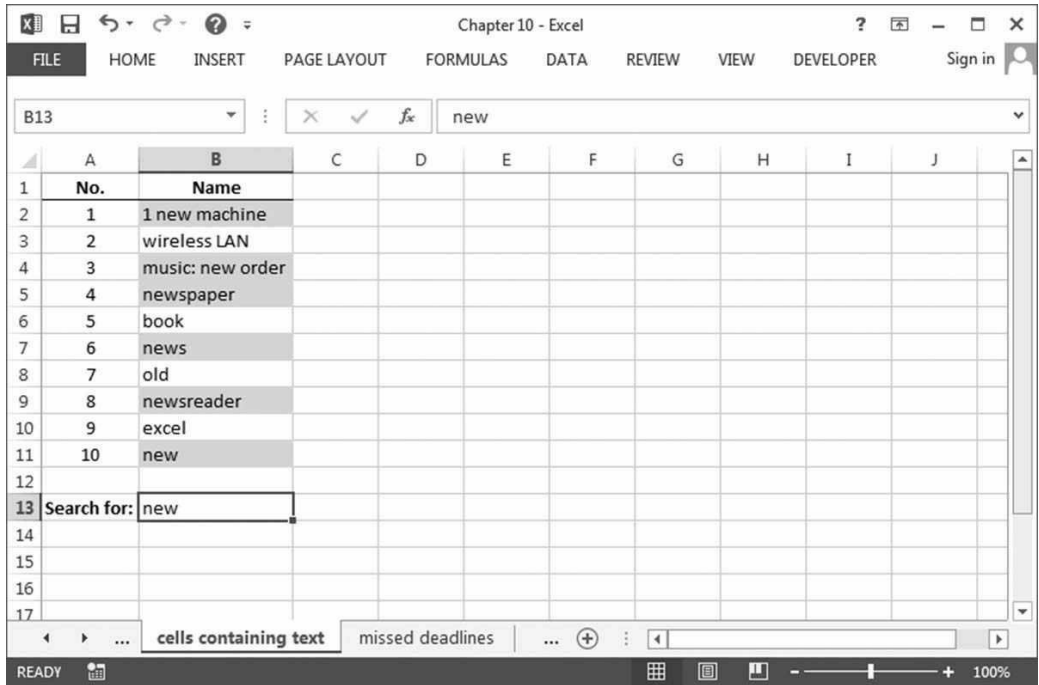 Chapter 10 - Excel ?
FILE HOME INSERT PAGE LAYOUT FORMULAS DATA REVIEW VIEW DEVELOPER Sign in
B13 fx new
A B C D E F G H I J
1 No. Name
2 1 1 new machine
3 2 wireless LAN
4 3 music: new order
5 4 newspaper
6 5 book
7 6 news
8 7 old
9 8 newsreader
10 9 excel
11 10 new
12
13 Search for: new
14
15
16
17
... cells containing text missed deadlines ...
READY 100%